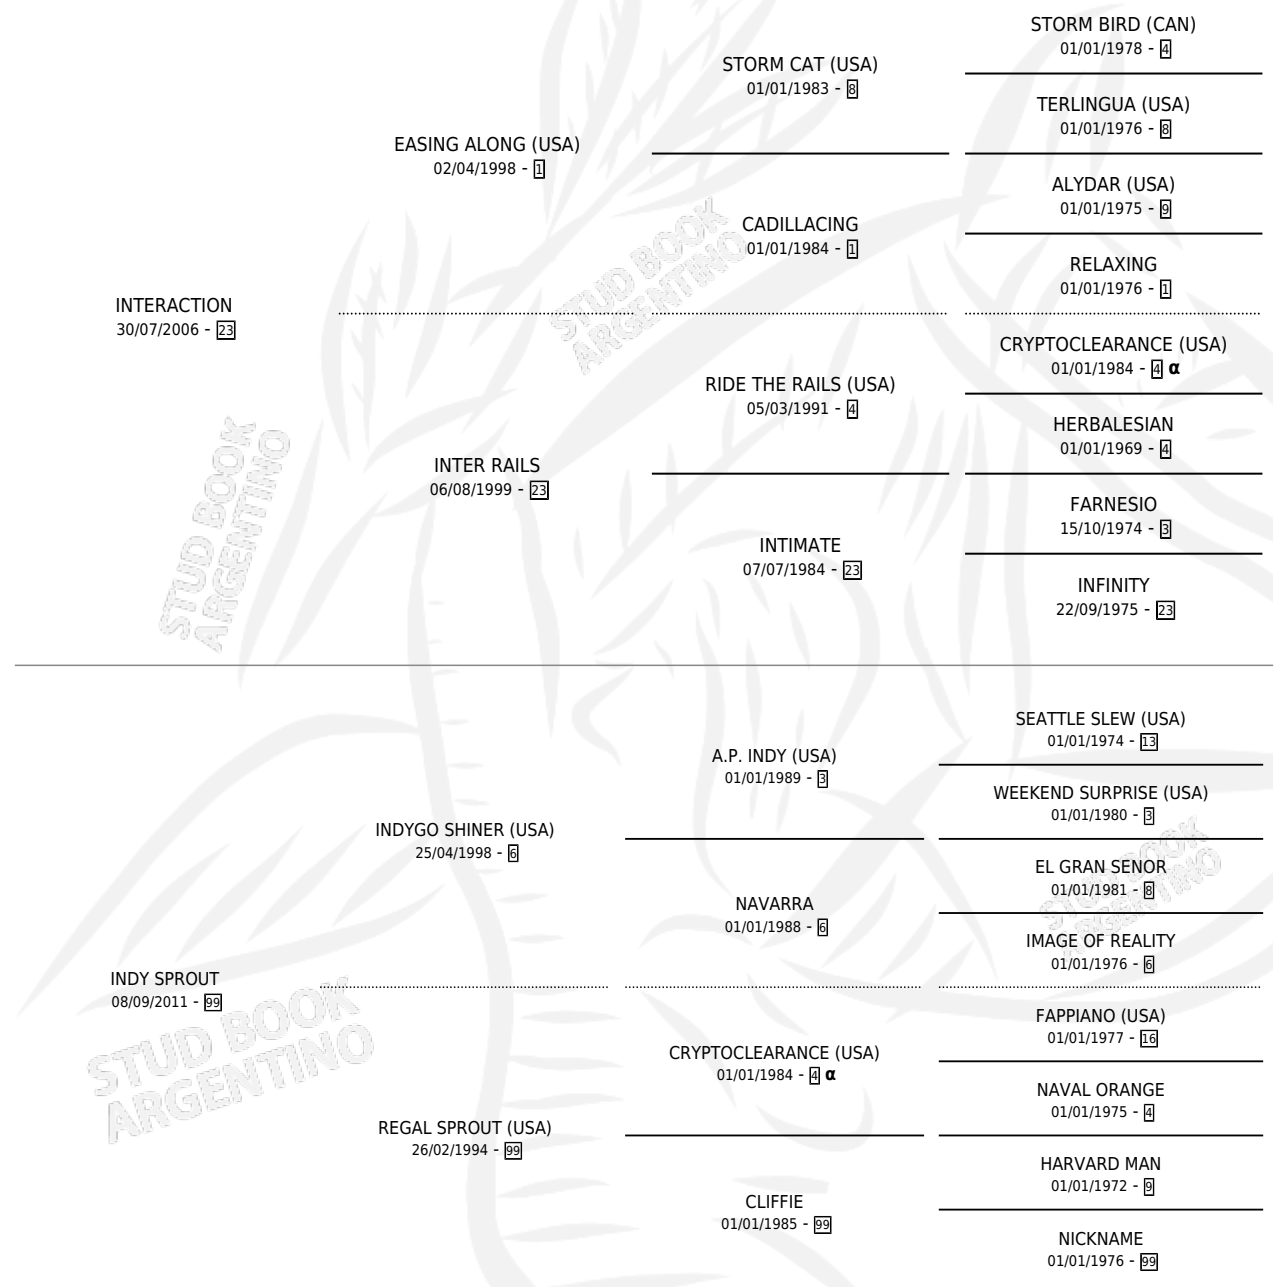 STORM BIRD (CAN)
01/01/1978 - 4
STORM CAT (USA)
01/01/1983 - 8
TERLINGUA (USA)
01/01/1976 - 8
EASING ALONG (USA)
02/04/1998 - 1
ALYDAR (USA)
01/01/1975 - 9
CADILLACING
01/01/1984 - 1
RELAXING
01/01/1976 - 1
INTERACTION
30/07/2006 - 23
CRYPTOCLEARANCE (USA)
01/01/1984 - 4 α
RIDE THE RAILS (USA)
05/03/1991 - 4
HERBALESIAN
01/01/1969 - 4
INTER RAILS
06/08/1999 - 23
FARNESIO
15/10/1974 - 3
INTIMATE
07/07/1984 - 23
INFINITY
22/09/1975 - 23
STUD BOOK
ARGENTINO
STUD BOOK
ARGENTINO
SEATTLE SLEW (USA)
01/01/1974 - 13
A.P. INDY (USA)
01/01/1989 - 3
WEEKEND SURPRISE (USA)
01/01/1980 - 3
INDYGO SHINER (USA)
25/04/1998 - 6
EL GRAN SENOR
01/01/1981 - 8
NAVARRA
01/01/1988 - 6
IMAGE OF REALITY
01/01/1976 - 6
INDY SPROUT
08/09/2011 - 99
FAPPIANO (USA)
01/01/1977 - 16
CRYPTOCLEARANCE (USA)
01/01/1984 - 4 α
NAVAL ORANGE
01/01/1975 - 4
REGAL SPROUT (USA)
26/02/1994 - 99
HARVARD MAN
01/01/1972 - 9
CLIFFIE
01/01/1985 - 99
NICKNAME
01/01/1976 - 99
STUD BOOK
ARGENTINO
STUD BOOK
ARGENTINO